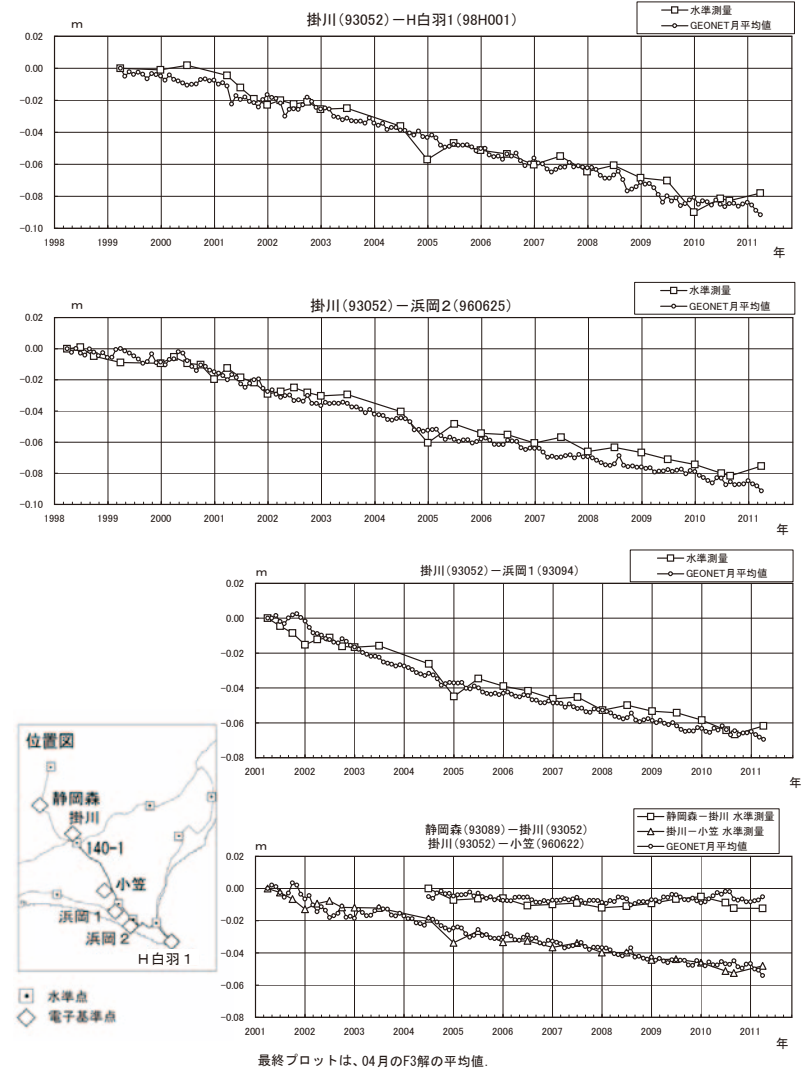 水準測量
GEONET月平均値
掛川(93052)－H白羽1(98H001)
m
0.02
0.00
−0.02
−0.04
−0.06
−0.08
−0.10
1998 1999 2000 2001 2002 2003 2004 2005 2006 2007 2008 2009 2010 2011
年
水準測量
GEONET月平均値
掛川(93052)－浜岡2(960625)
m
0.02
0.00
−0.02
−0.04
−0.06
−0.08
−0.10
1998 1999 2000 2001 2002 2003 2004 2005 2006 2007 2008 2009 2010 2011
年
水準測量
GEONET月平均値
掛川(93052)－浜岡1(93094)
m
0.02
0.00
−0.02
−0.04
−0.06
−0.08
2001 2002 2003 2004 2005 2006 2007 2008 2009 2010 2011
年
位置図
静岡森
掛川
140-1
小笠
浜岡1
浜岡2
H白羽1
水準点
電子基準点
静岡森－掛川 水準測量
掛川－小笠 水準測量
GEONET月平均値
静岡森(93089)－掛川(93052)
掛川(93052)－小笠(960622)
m
0.02
0.00
−0.02
−0.04
−0.06
−0.08
2001 2002 2003 2004 2005 2006 2007 2008 2009 2010 2011
年
最終プロットは、04月のF3解の平均値.